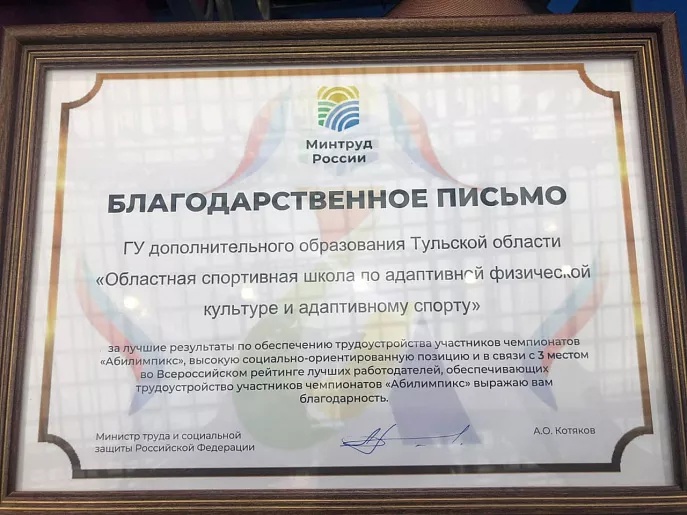 Минтруд
России
БЛАГОДАРСТВЕННОЕ ПИСЬМО
ГУ дополнительного образования Тульской области
«Областная спортивная школа по адаптивной физической
культуре и адаптивному спорту»
за лучшие результаты по обеспечению трудоустройства участников чемпионатов
«Абилимпикс», высокую социально-ориентированную позицию и в связи с 3 местом
во Всероссийском рейтинге лучших работодателей, обеспечивающих
трудоустройство участников чемпионатов «Абилимпикс» выражаю вам
благодарность.
Министр труда и социальной
защиты Российской Федерации
А.О. Котяков